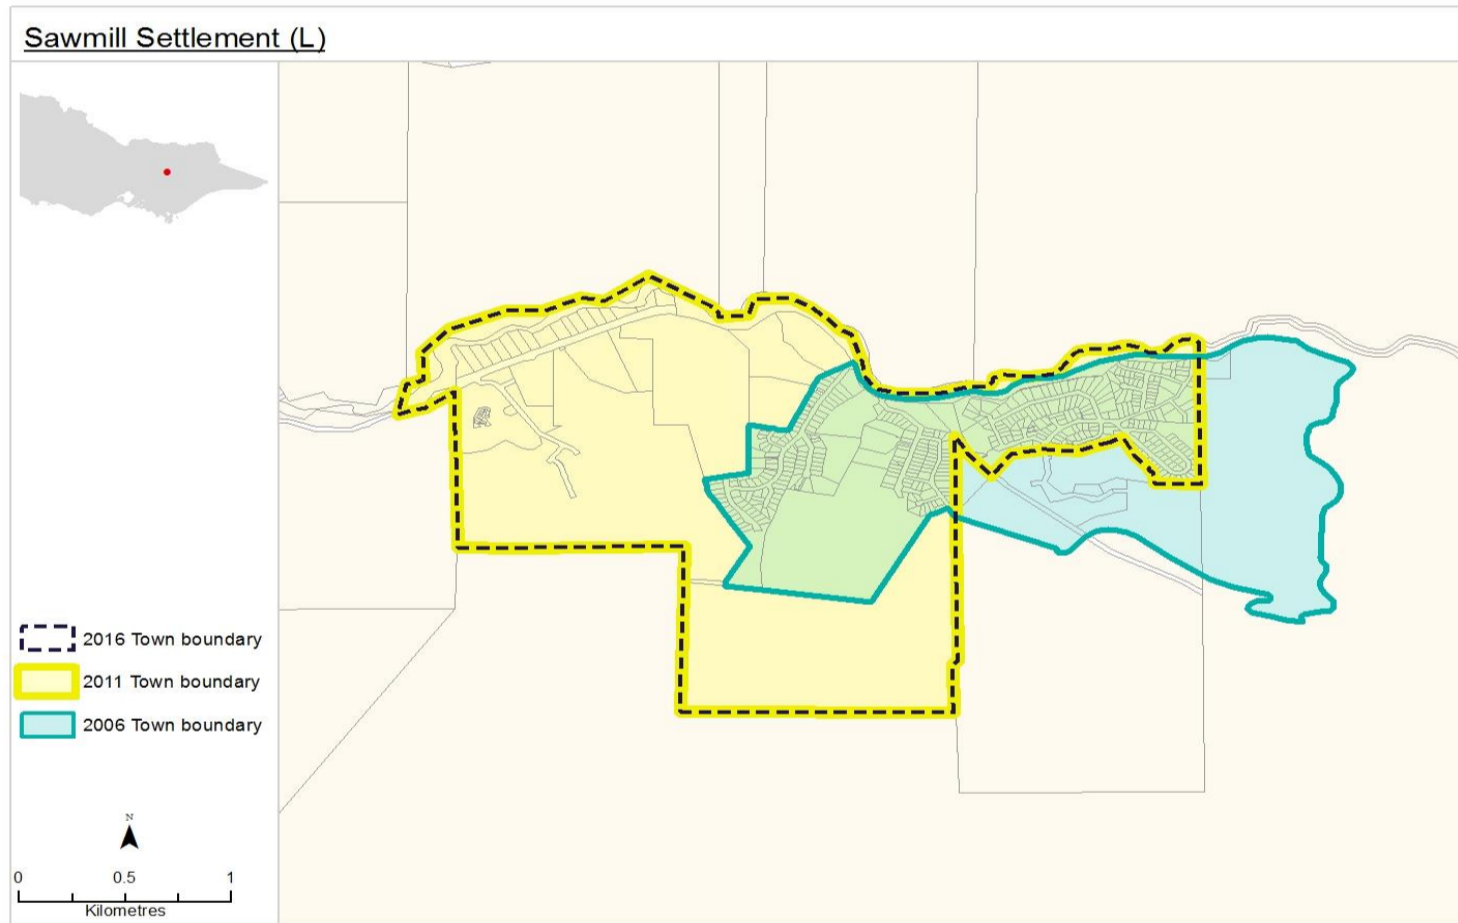 Sawmill Settlement (L)
2016 Town boundary
2011 Town boundary
2006 Town boundary
N
0 0.5 1
Kilometres